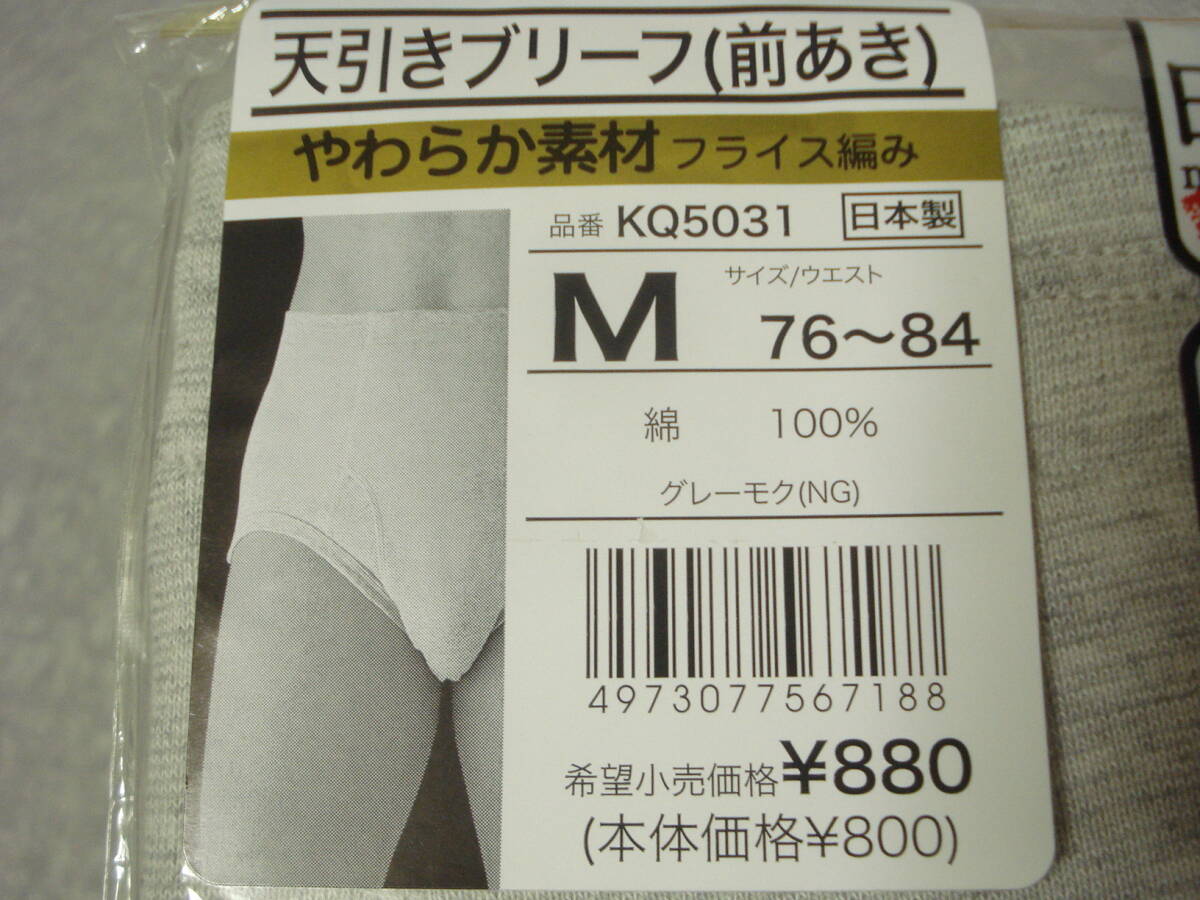 天引きブリーフ(前あき)
やわらか素材 フライス編み
品番 KQ5031 日本製
サイズ/ウエスト
M 76〜84
綿 100%
グレーモク(NG)
4973077567188
希望小売価格¥880
(本体価格¥800)